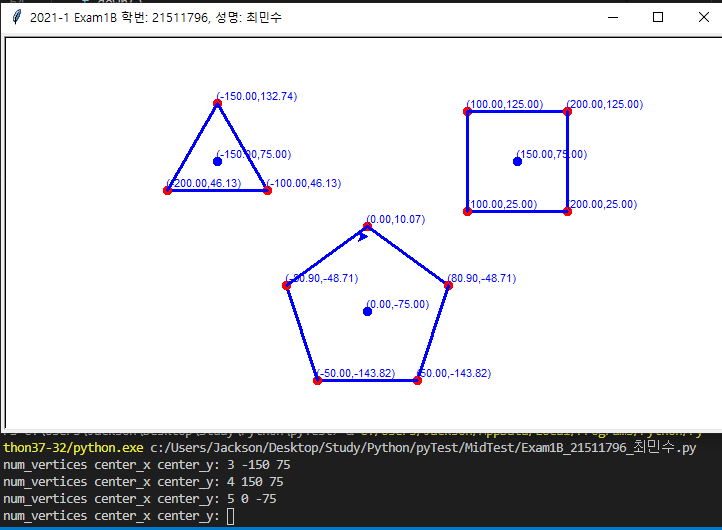 2021-1 Exam1B 학번: 21511796, 성명: 최민수
(-150.00,132.74)
(100.00,125.00) (200.00,125.00)
(-150.00,75.00) (150.00,75.00)
(-200.00,46.13) (-100.00,46.13)
(100.00,25.00) (200.00,25.00)
(0.00,10.07)
(-80.90,-48.71) (80.90,-48.71)
(0.00,-75.00)
(-50.00,-143.82) (50.00,-143.82)
thon37-32/python.exe c:/Users/Jackson/Desktop/Study/Python/pyTest/MidTest/Exam1B_21511796_최민수.py
num_vertices center_x center_y: 3 -150 75
num_vertices center_x center_y: 4 150 75
num_vertices center_x center_y: 5 0 -75
num_vertices center_x center_y: